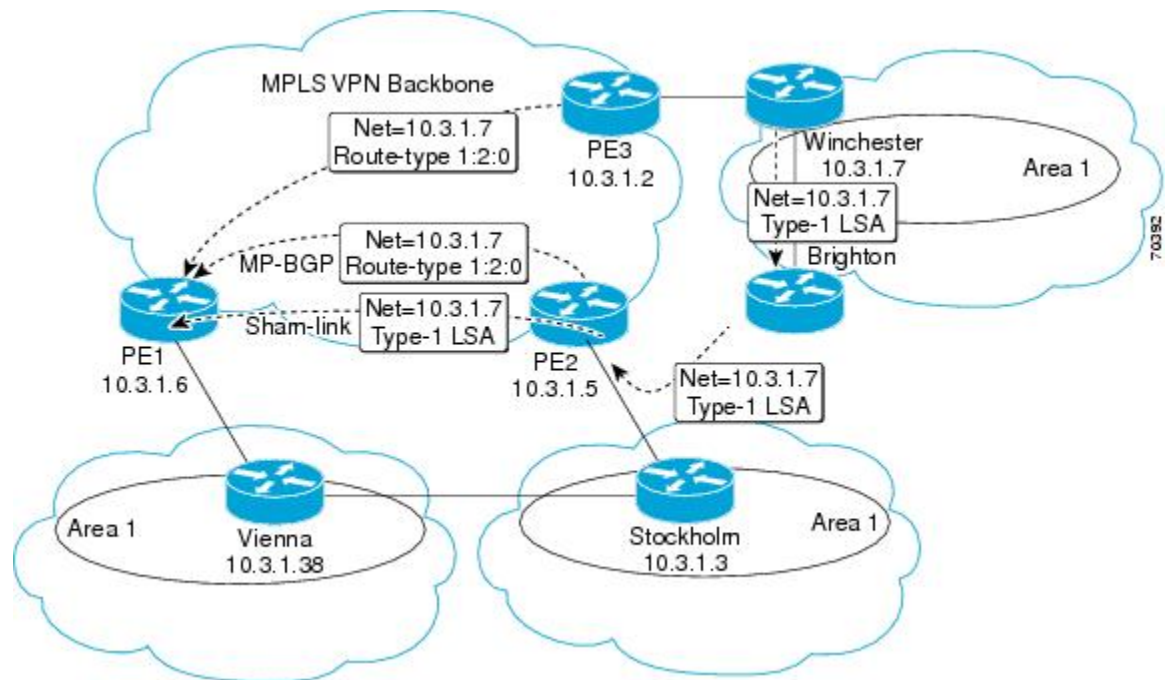 MPLS VPN Backbone
Net=10.3.1.7
Route-type 1:2:0
PE3
10.3.1.2
Winchester
10.3.1.7
Area 1
Net=10.3.1.7
Type-1 LSA
Brighton
70392
Net=10.3.1.7
Route-type 1:2:0
MP-BGP
Net=10.3.1.7
Type-1 LSA
Sham-link
PE1
10.3.1.6
PE2
10.3.1.5
Net=10.3.1.7
Type-1 LSA
Area 1
Vienna
10.3.1.38
Stockholm
10.3.1.3
Area 1